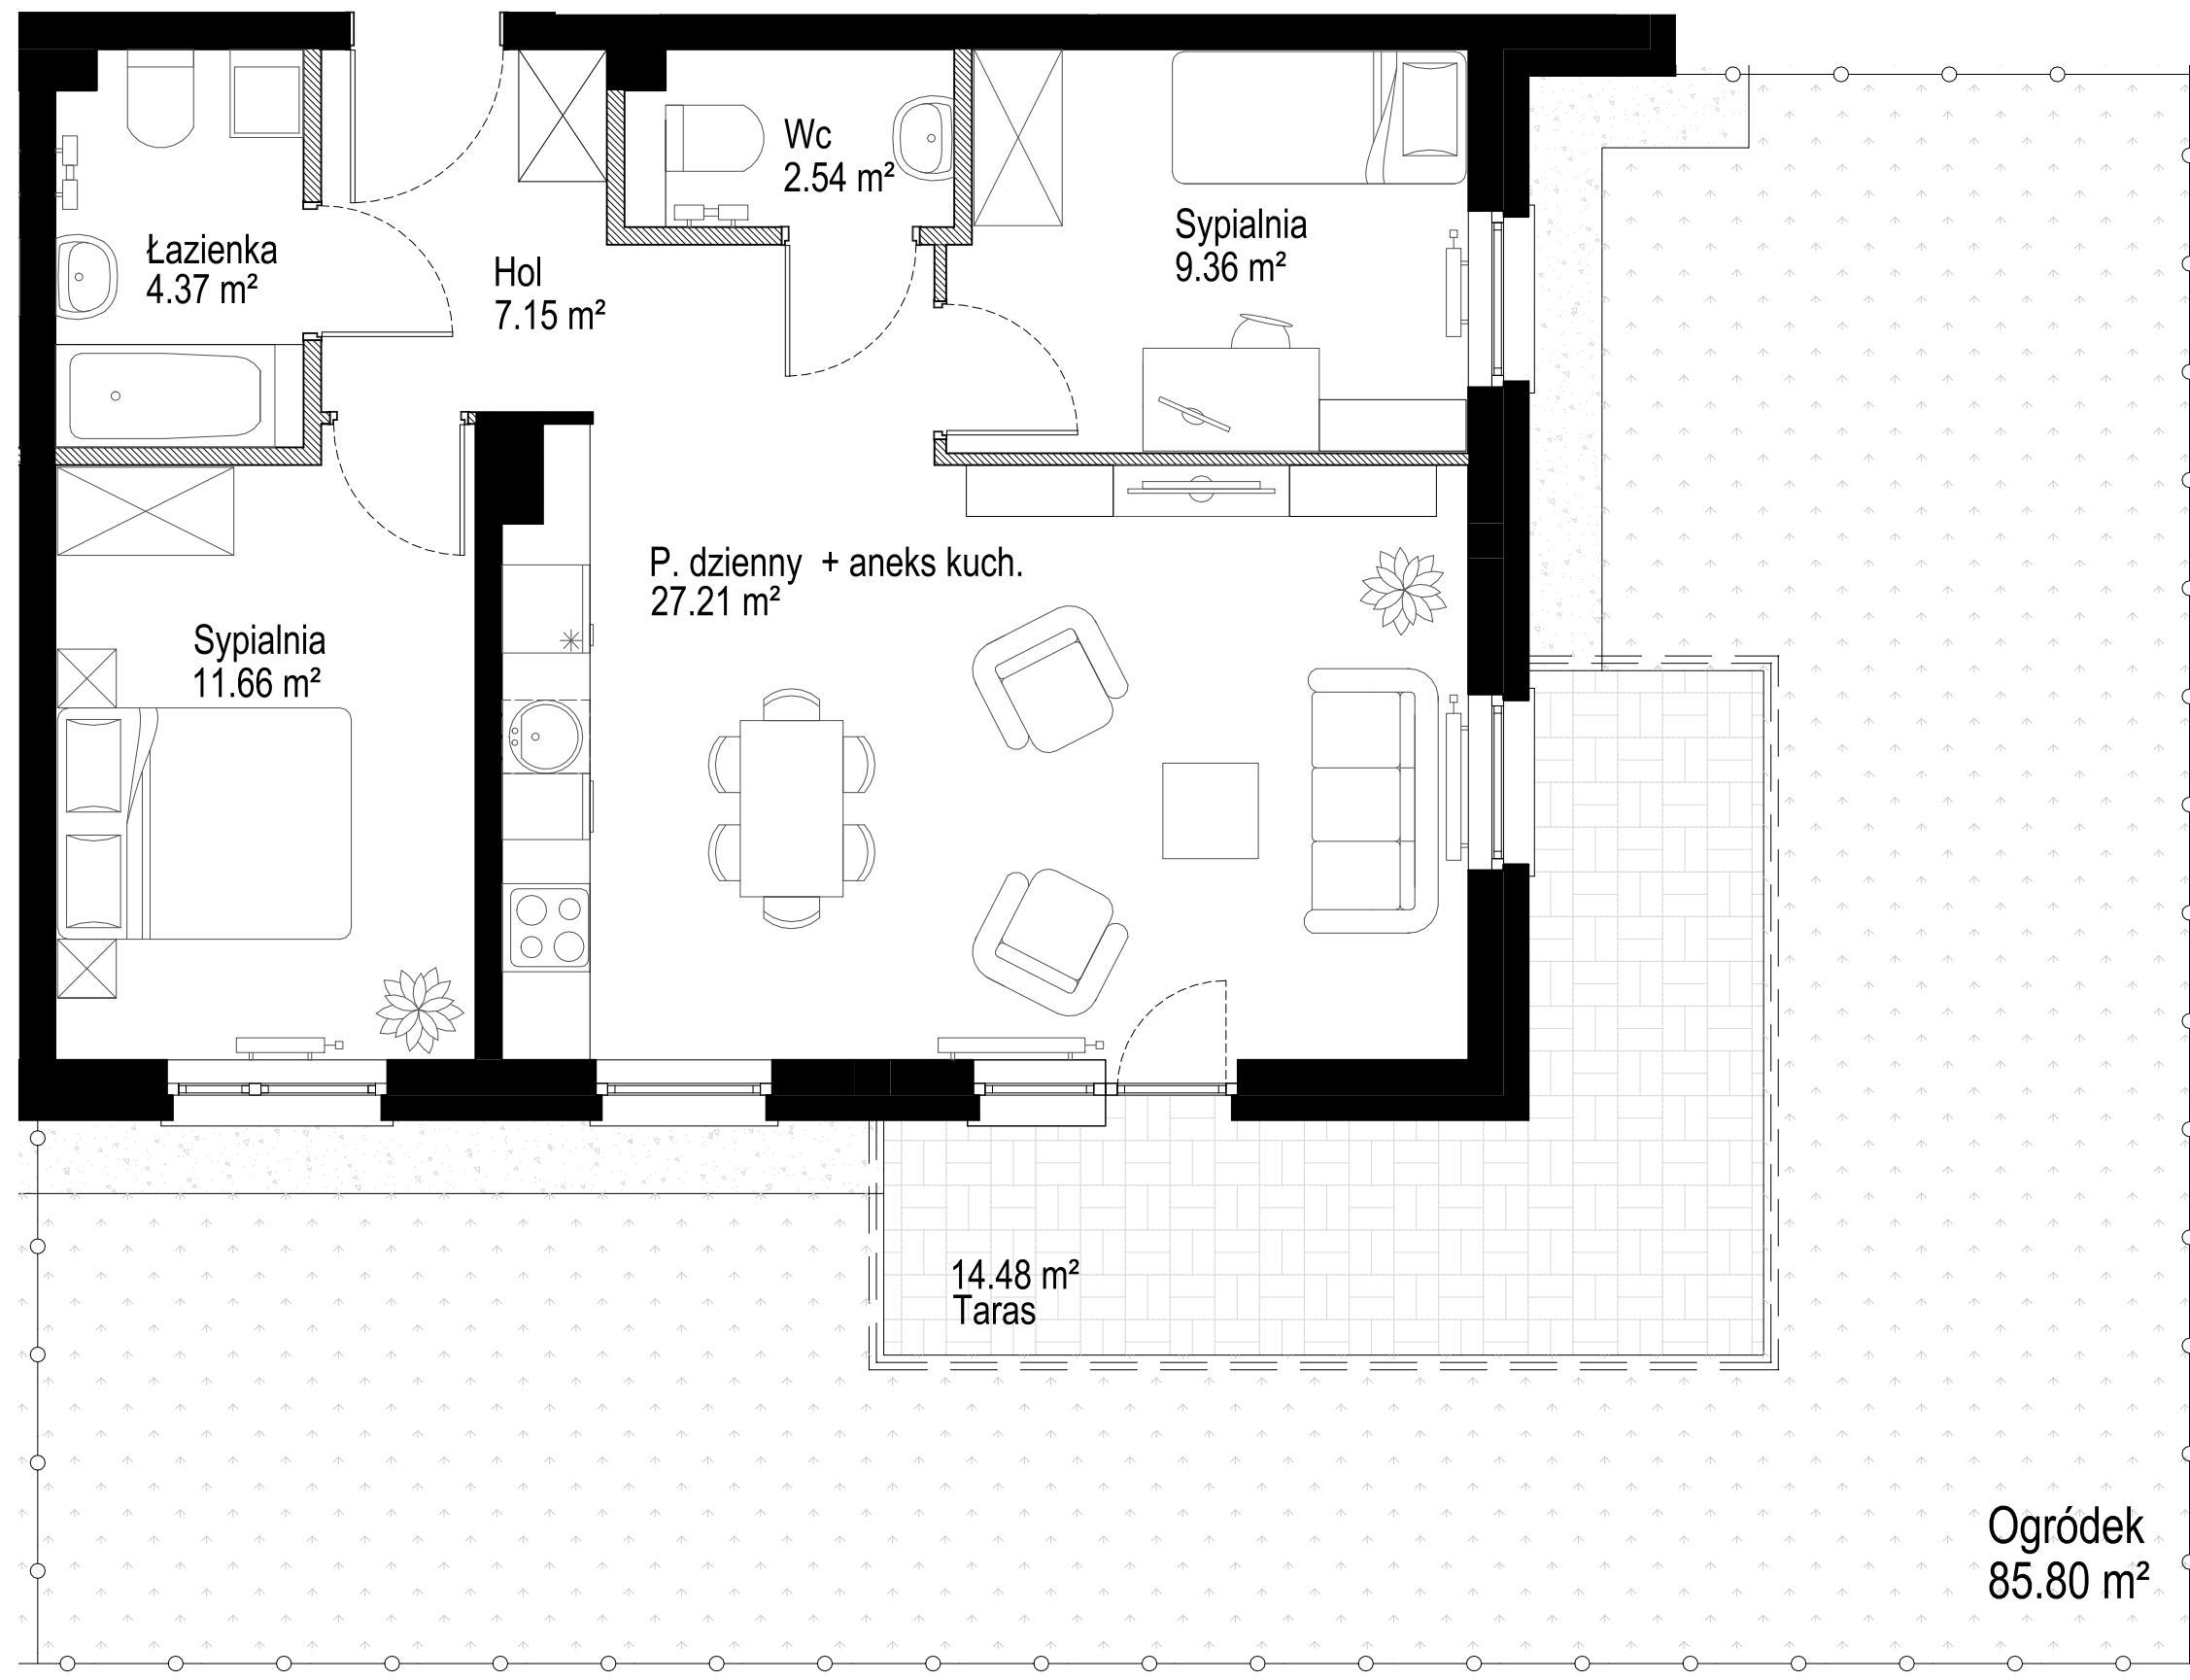 Wc
2.54 m²
Sypialnia
9.36 m²
Łazienka
4.37 m²
Hol
7.15 m²
P. dzienny + aneks kuch.
27.21 m²
Sypialnia
11.66 m²
14.48 m²
Taras
Ogródek
85.80 m²